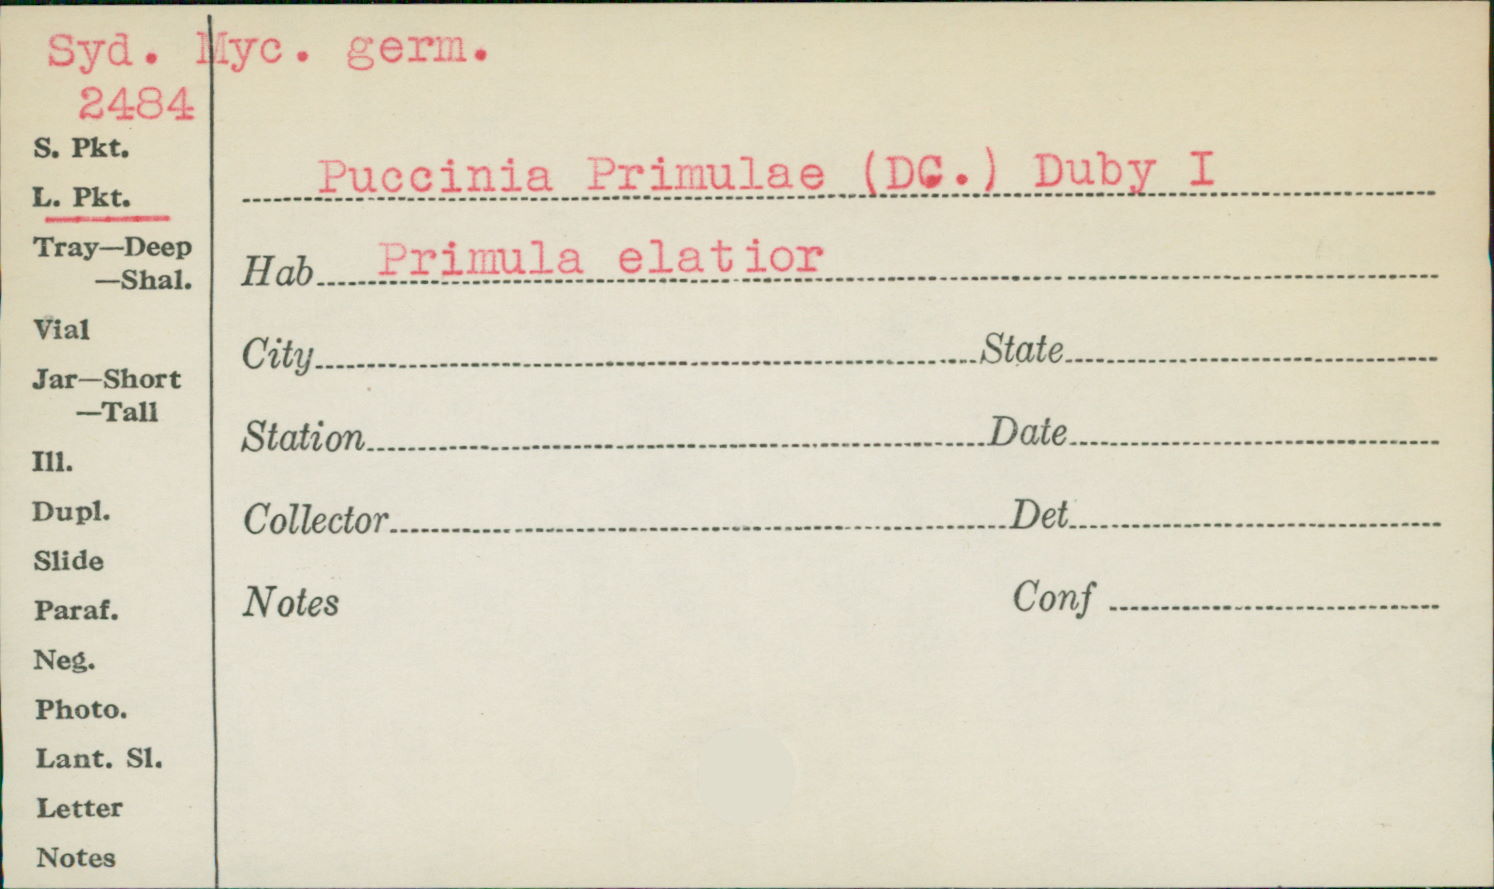 Syd. Myc. germ.
2484
S. Pkt.
L. Pkt.
Tray—Deep
—Shal.
Vial
Jar—Short
—Tall
Ill.
Dupl.
Slide
Paraf.
Neg.
Photo.
Lant. Sl.
Letter
Notes
Puccinia Primulae (DC.) Duby I
Hab Primula elatior
City State
Station Date
Collector Det
Notes Conf